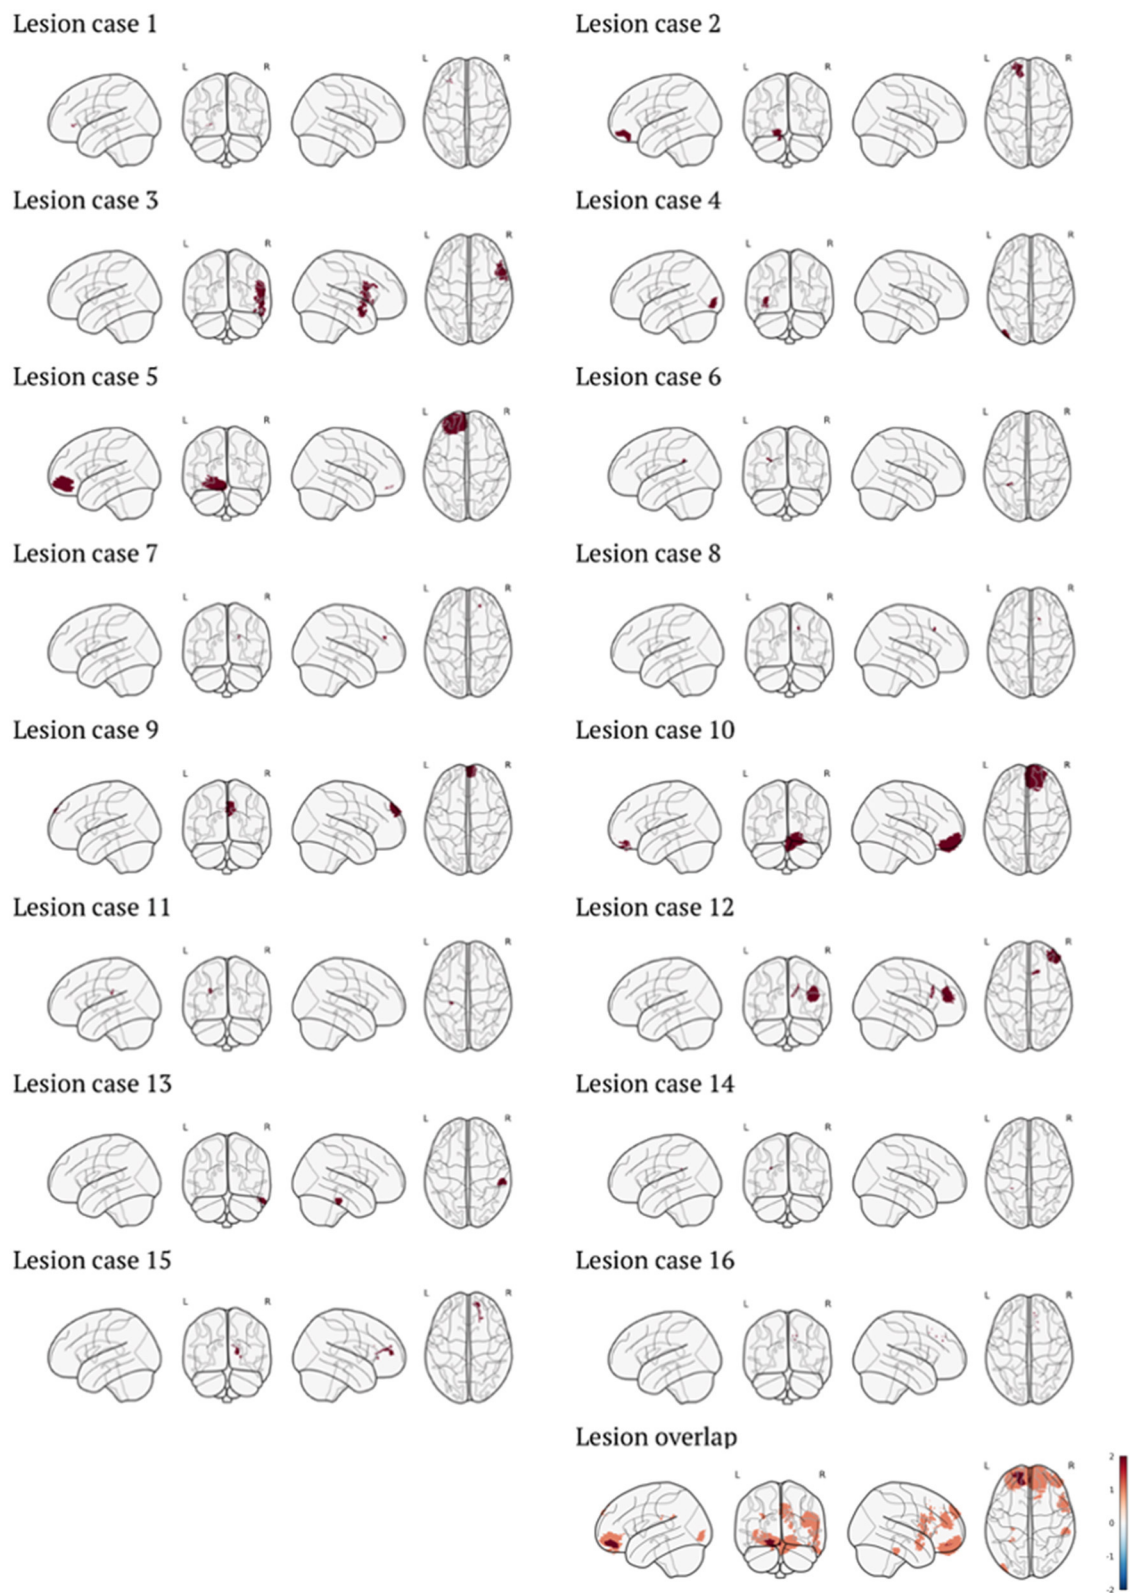 Lesion case 1
Lesion case 2
L R L R
L R L R
Lesion case 3
Lesion case 4
L R L R
L R L R
Lesion case 5
Lesion case 6
L R L R
L R L R
Lesion case 7
Lesion case 8
L R L R
L R L R
Lesion case 9
Lesion case 10
L R L R
L R L R
Lesion case 11
Lesion case 12
L R L R
L R L R
Lesion case 13
Lesion case 14
L R L R
L R L R
Lesion case 15
Lesion case 16
L R L R
L R L R
Lesion overlap
L R L R
2
1
0
-1
-2